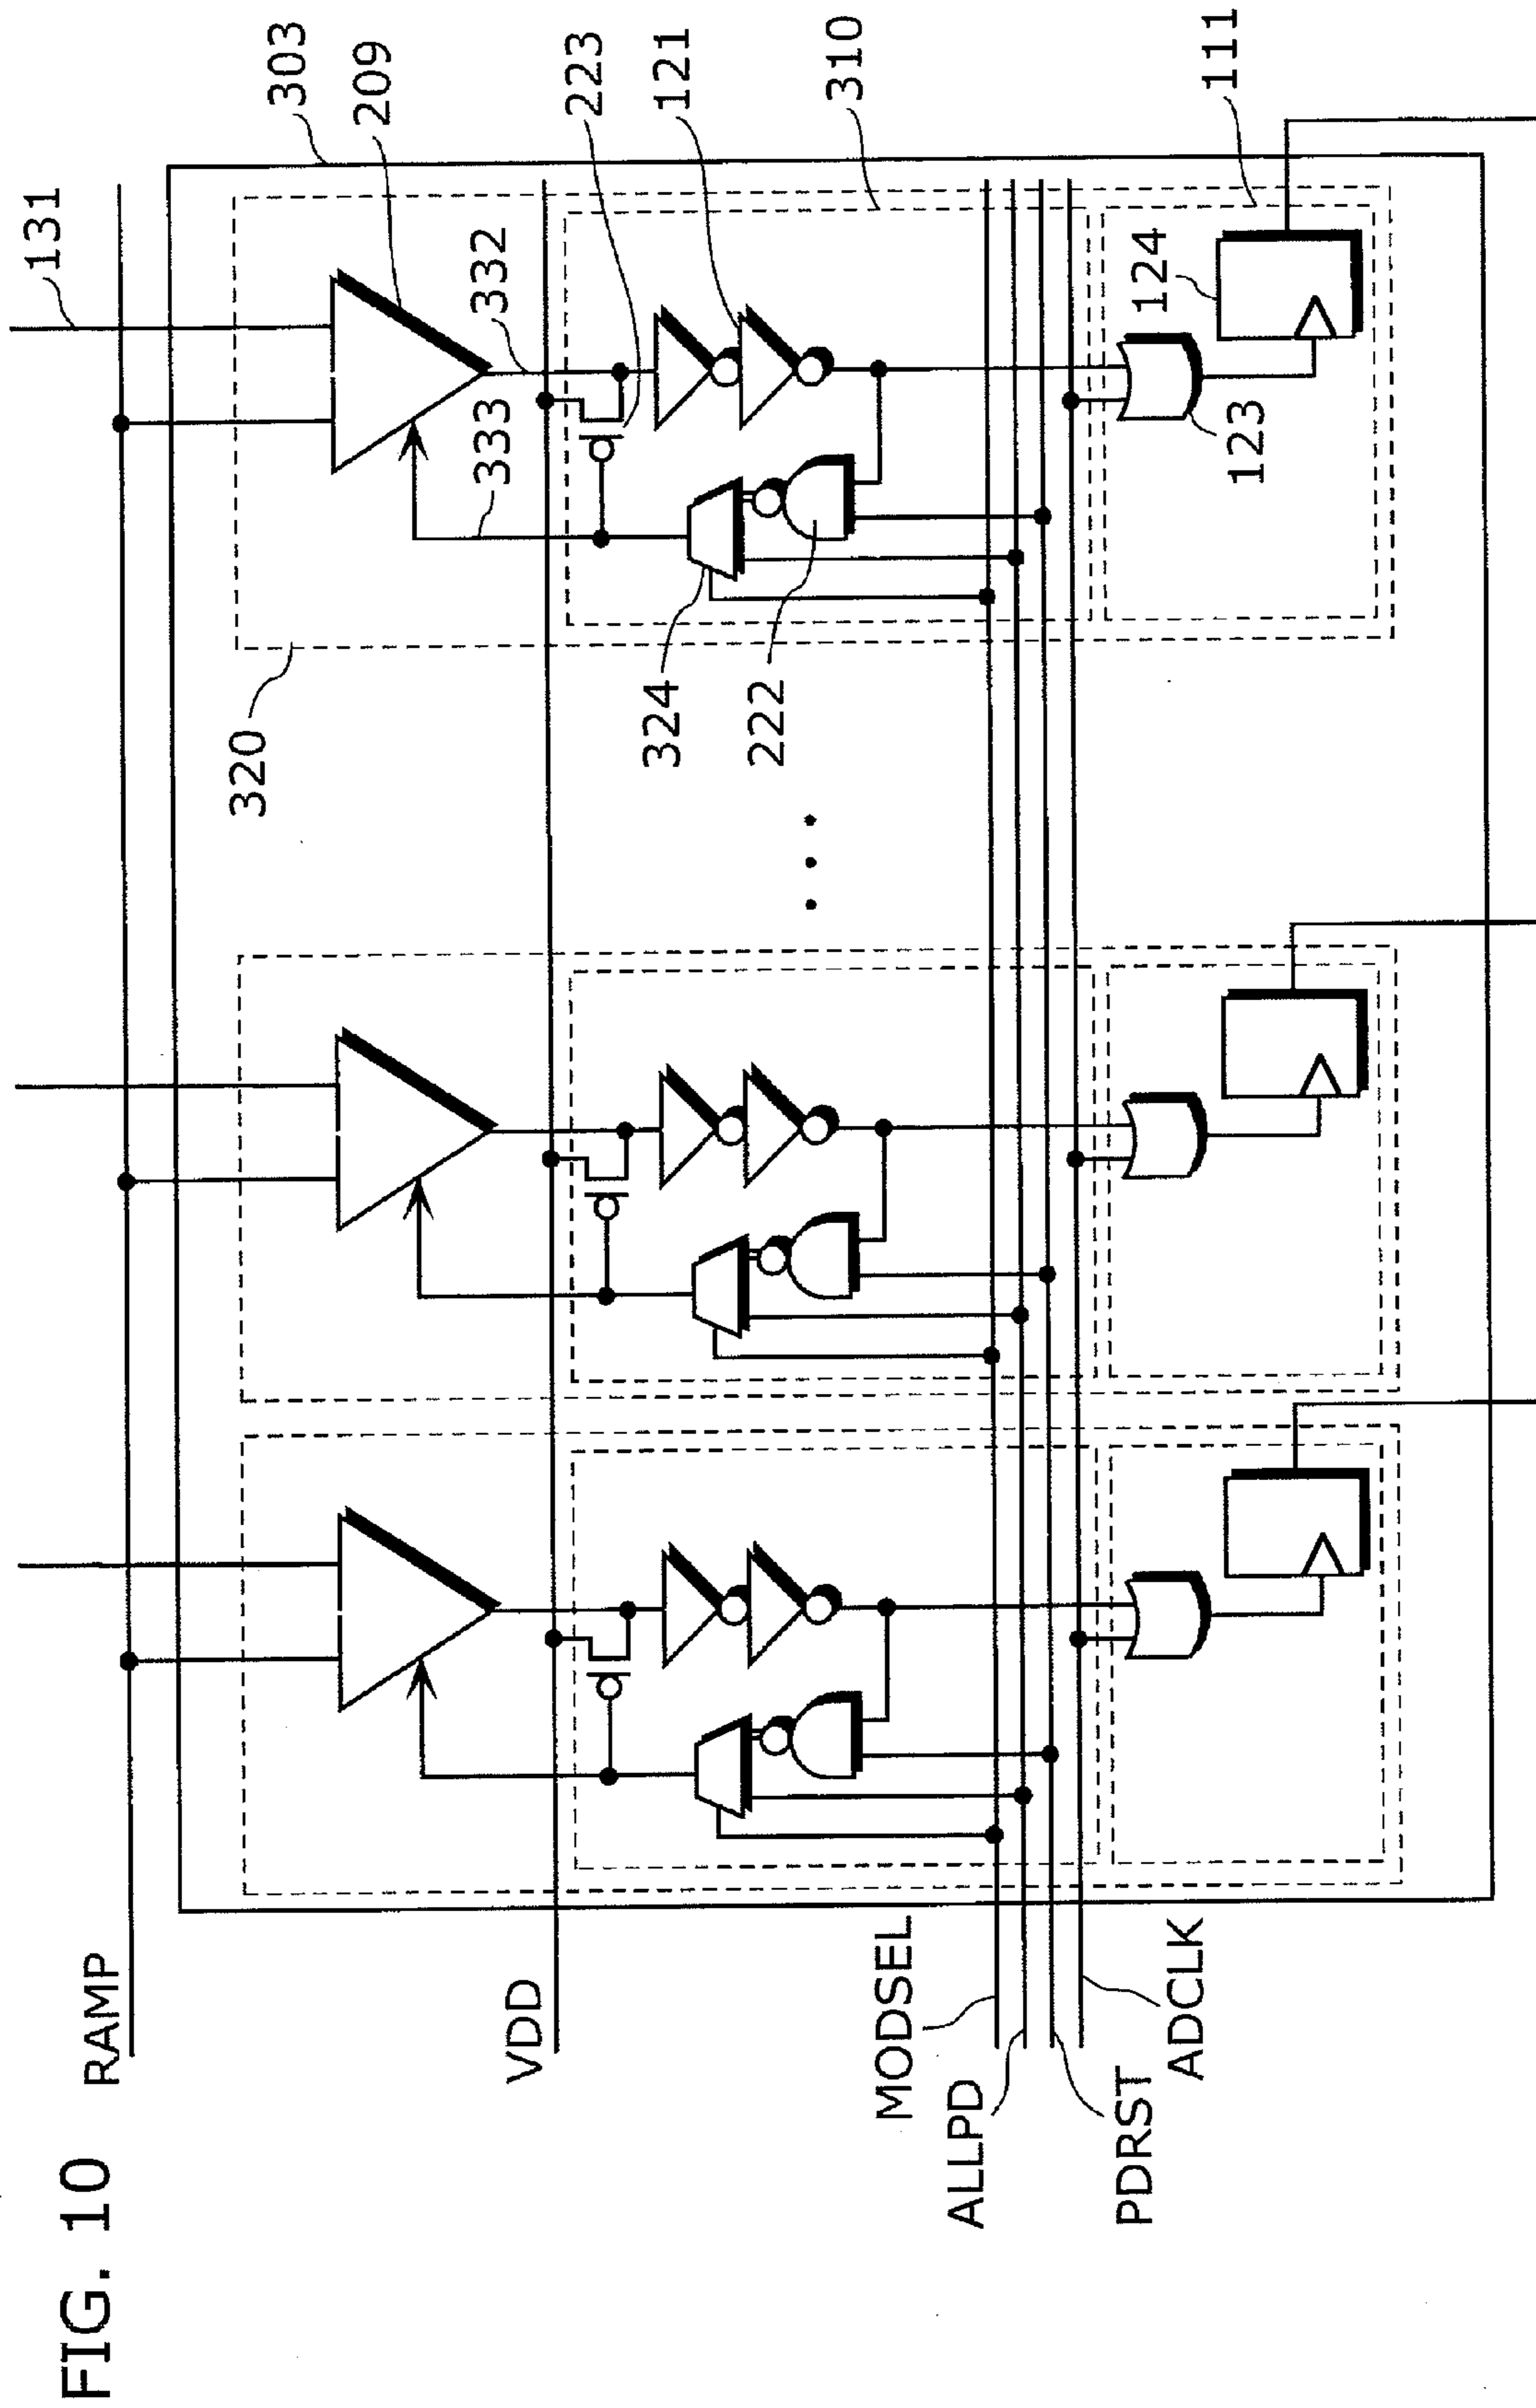 FIG. 10
RAMP
VDD
MODSEL
ALLPD
PDRST
ADCLK
131
303
209
332
333
223
121
310
111
320
324
222
124
123